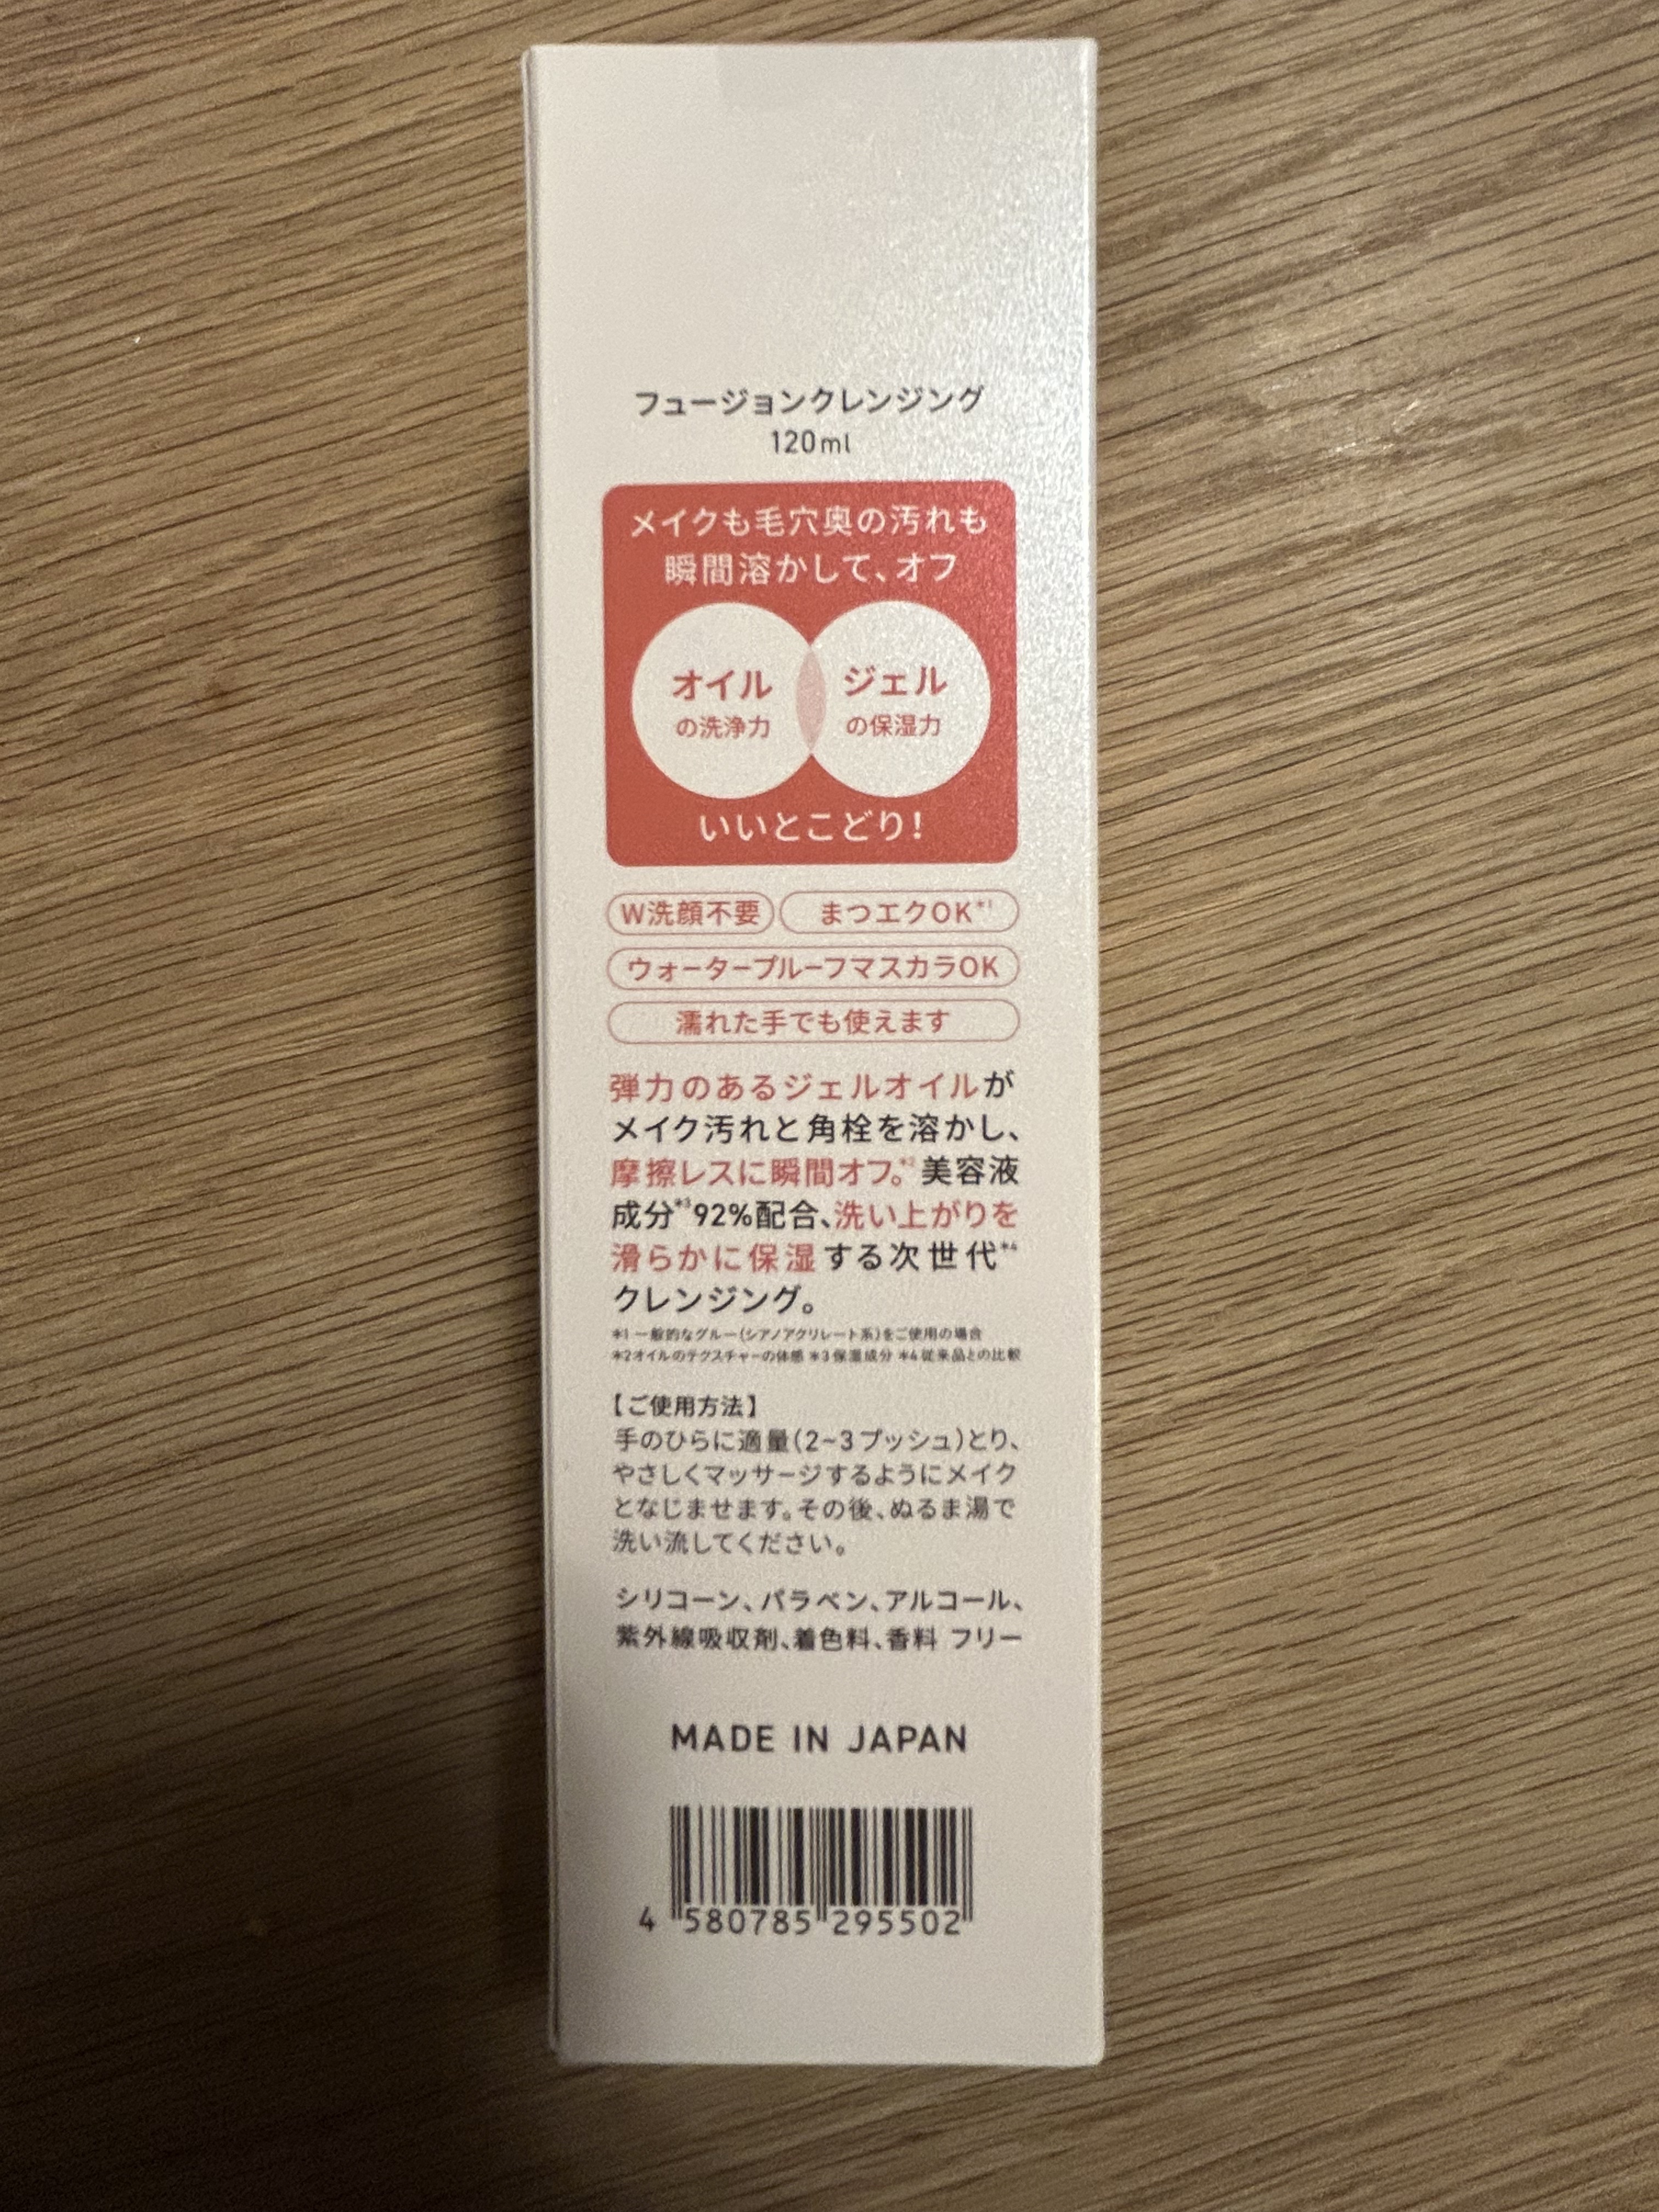 フュージョンクレンジング
120ml
メイクも毛穴奥の汚れも
瞬間溶かして、オフ
オイル
の洗浄力
ジェル
の保湿力
いいとこどり!
W洗顔不要
まつエクOK*1
ウォータープルーフマスカラOK
濡れた手でも使えます
弾力のあるジェルオイルが
メイク汚れと角栓を溶かし、
摩擦レスに瞬間オフ。*2美容液
成分*3 92%配合、洗い上がりを
滑らかに保湿する次世代*4
クレンジング。
*1 一般的なグルー(シアノアクリレート系)をご使用の場合
*2オイルのテクスチャーの体感 *3保湿成分 *4従来品との比較
【ご使用方法】
手のひらに適量(2~3プッシュ)とり、
やさしくマッサージするようにメイク
となじませます。その後、ぬるま湯で
洗い流してください。
シリコーン、パラベン、アルコール、
紫外線吸収剤、着色料、香料 フリー
MADE IN JAPAN
4 580785 295502